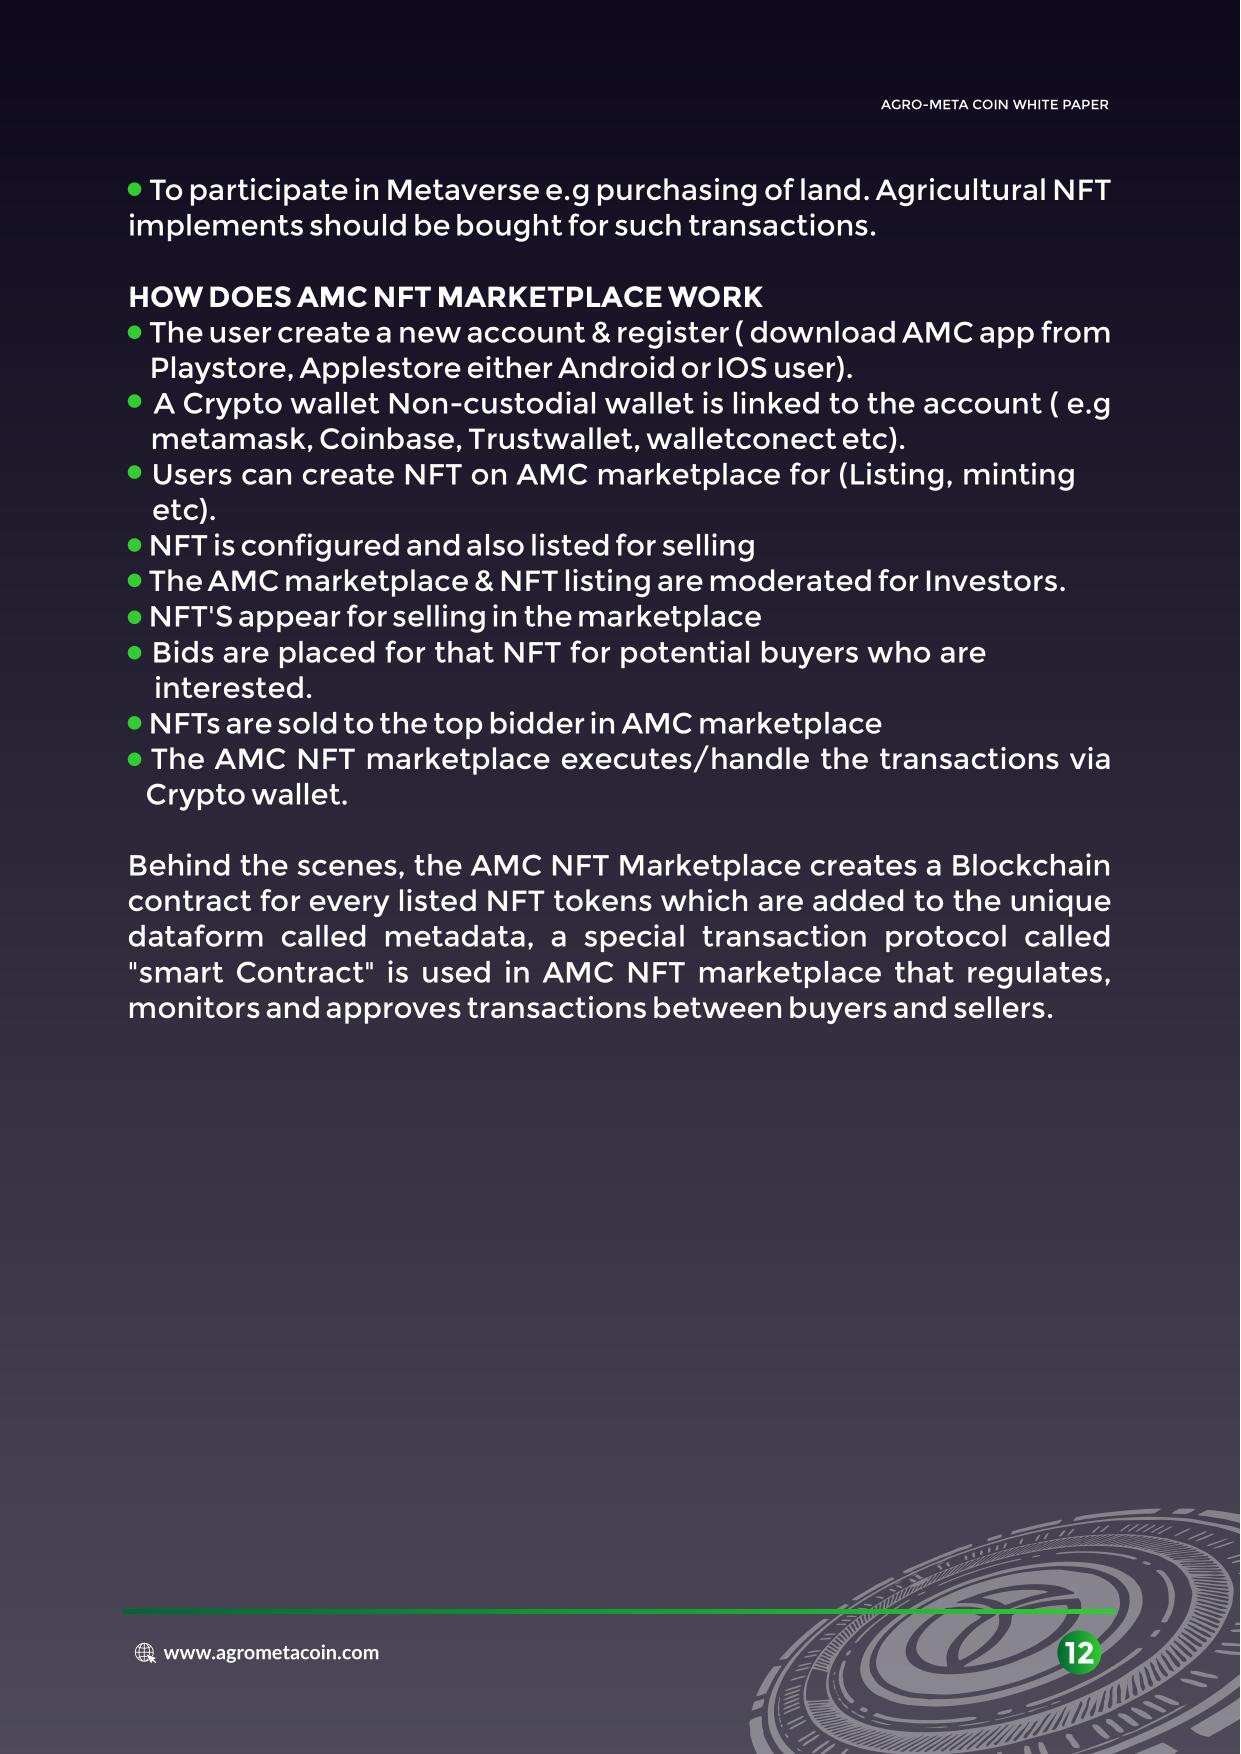 AGRO-META COIN WHITE PAPER
● To participate in Metaverse e.g purchasing of land. Agricultural NFT
implements should be bought for such transactions.
HOW DOES AMC NFT MARKETPLACE WORK
● The user create a new account & register ( download AMC app from
Playstore, Applestore either Android or IOS user).
● A Crypto wallet Non-custodial wallet is linked to the account ( e.g
metamask, Coinbase, Trustwallet, walletconect etc).
● Users can create NFT on AMC marketplace for (Listing, minting
etc).
● NFT is configured and also listed for selling
● The AMC marketplace & NFT listing are moderated for Investors.
● NFT'S appear for selling in the marketplace
● Bids are placed for that NFT for potential buyers who are
interested.
● NFTs are sold to the top bidder in AMC marketplace
● The AMC NFT marketplace executes/handle the transactions via
Crypto wallet.
Behind the scenes, the AMC NFT Marketplace creates a Blockchain
contract for every listed NFT tokens which are added to the unique
dataform called metadata, a special transaction protocol called
"smart Contract" is used in AMC NFT marketplace that regulates,
monitors and approves transactions between buyers and sellers.
www.agrometacoin.com
12